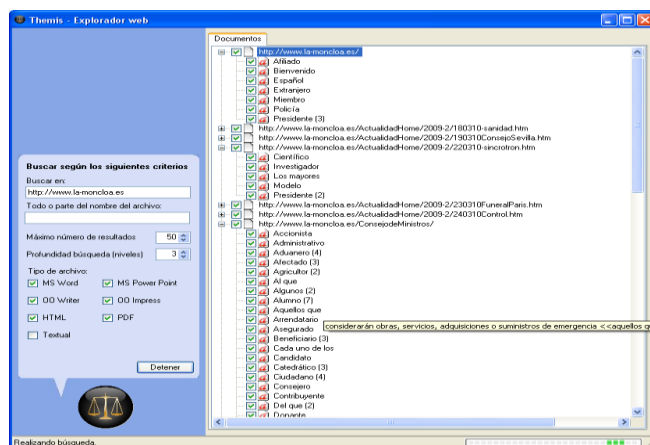 Themis - Explorador web
Buscar según los siguientes criterios
Buscar en:
http://www.la-moncloa.es
Todo o parte del nombre del archivo:
Máximo número de resultados 50
Profundidad búsqueda (niveles) 3
Tipo de archivo:
MS Word MS Power Point
OO Writer OO Impress
HTML PDF
Textual
Detener
Documentos
http://www.la-moncloa.es/
Afiliado
Bienvenido
Español
Extranjero
Miembro
Policía
Presidente (3)
http://www.la-moncloa.es/ActualidadHome/2009-2/180310-sanidad.htm
http://www.la-moncloa.es/ActualidadHome/2009-2/190310ConsejoSevilla.htm
http://www.la-moncloa.es/ActualidadHome/2009-2/220310-sincrotron.htm
Científico
Investigador
Los mayores
Modelo
Presidente (2)
http://www.la-moncloa.es/ActualidadHome/2009-2/230310FuneralParis.htm
http://www.la-moncloa.es/ActualidadHome/2009-2/240310Control.htm
http://www.la-moncloa.es/ConsejodeMinistros/
Accionista
Administrativo
Aduanero (4)
Afectado (3)
Agricultor (2)
Al que
Algunos (2)
Alumno (7)
Aquellos que
Arrendatario
Asegurado
considerarán obras, servicios, adquisiciones o suministros de emergencia <<aquellos q
Beneficiario (3)
Cada uno de los
Candidato
Catedrático (3)
Ciudadano (4)
Consejero
Contribuyente
Del que (2)
Donante
Realizando búsqueda.